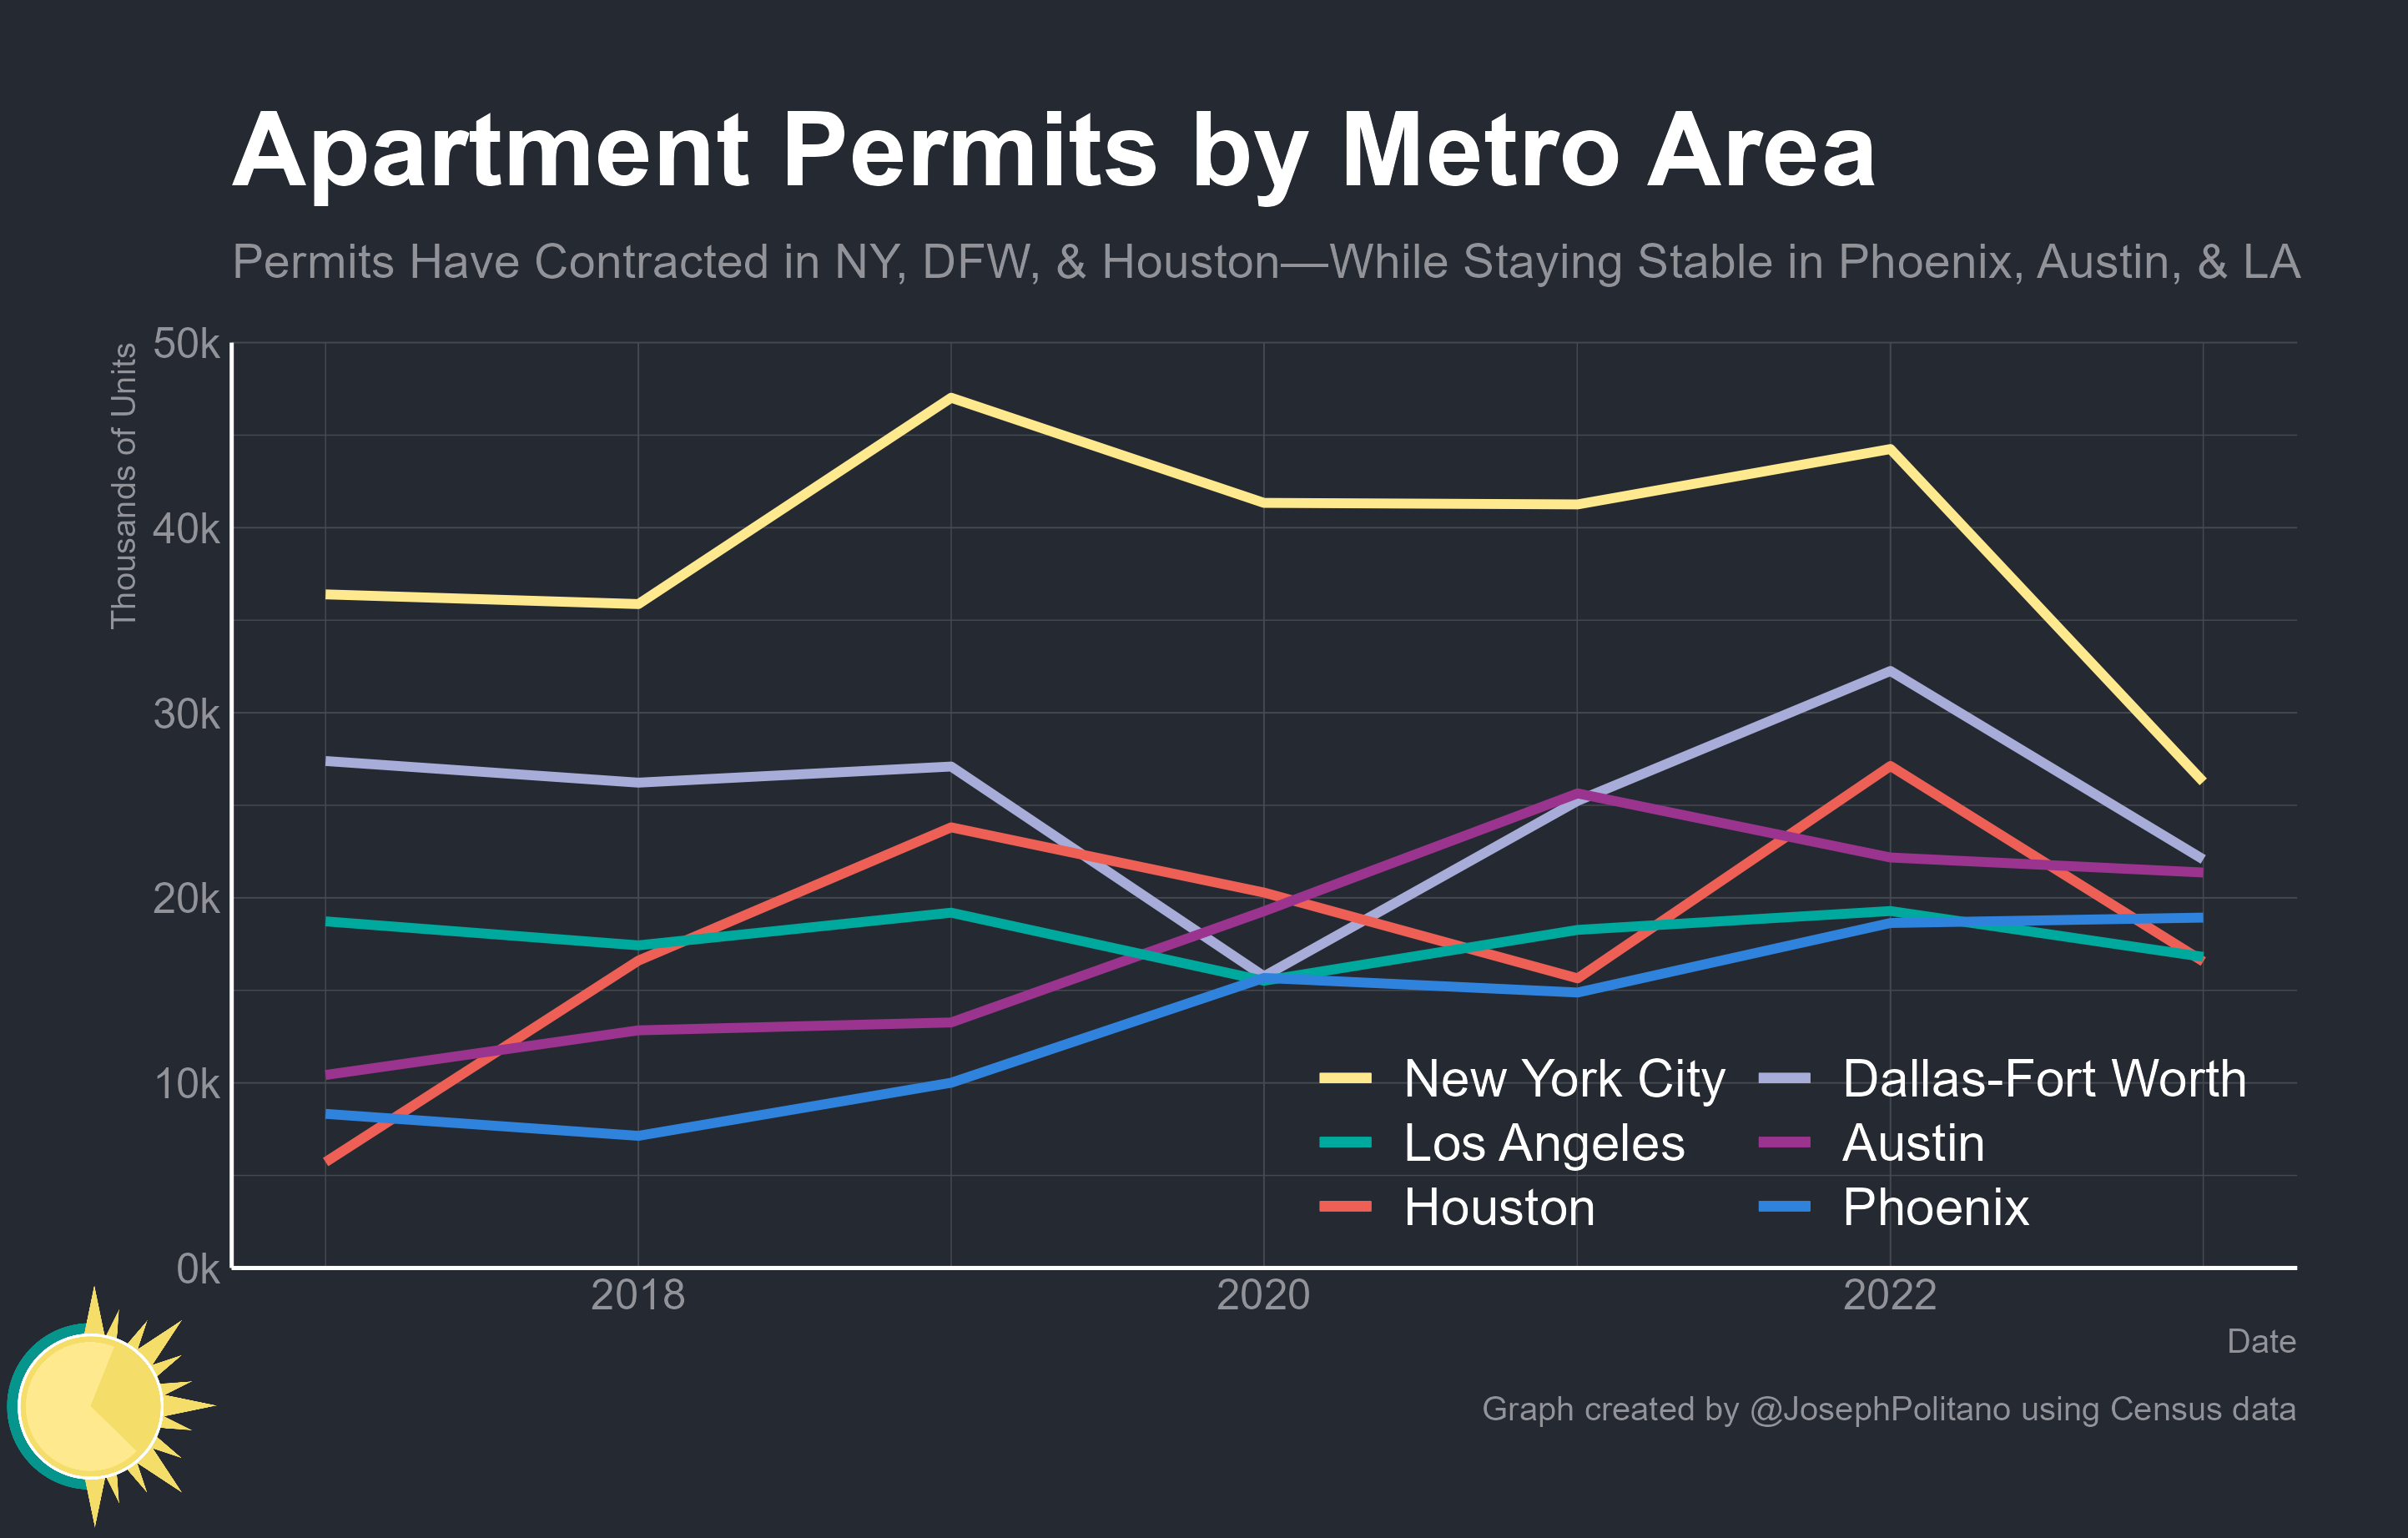 Apartment Permits by Metro Area
Permits Have Contracted in NY, DFW, & Houston—While Staying Stable in Phoenix, Austin, & LA
Thousands of Units
50k
40k
30k
20k
10k
0k
New York City
Dallas-Fort Worth
Los Angeles
Austin
Houston
Phoenix
2018
2020
2022
Date
Graph created by @JosephPolitano using Census data